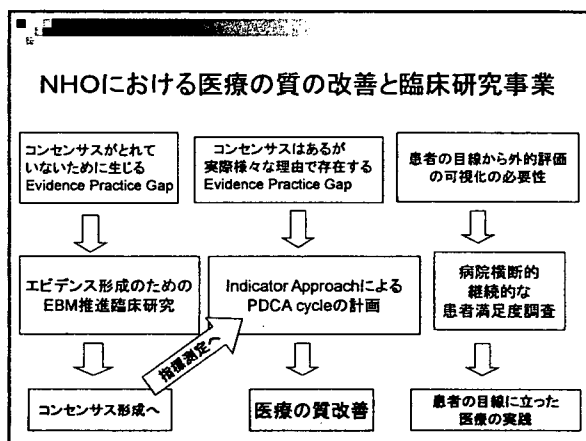 NHOにおける医療の質の改善と臨床研究事業
コンセンサスがとれて
いないために生じる
Evidence Practice Gap
コンセンサスはあるが
実際様々な理由で存在する
Evidence Practice Gap
患者の目線から外的評価
の可視化の必要性
エビデンス形成のための
EBM推進臨床研究
Indicator Approachによる
PDCA cycleの計画
病院横断的
継続的な
患者満足度調査
指標測定へ
コンセンサス形成へ
医療の質改善
患者の目線に立った
医療の実践